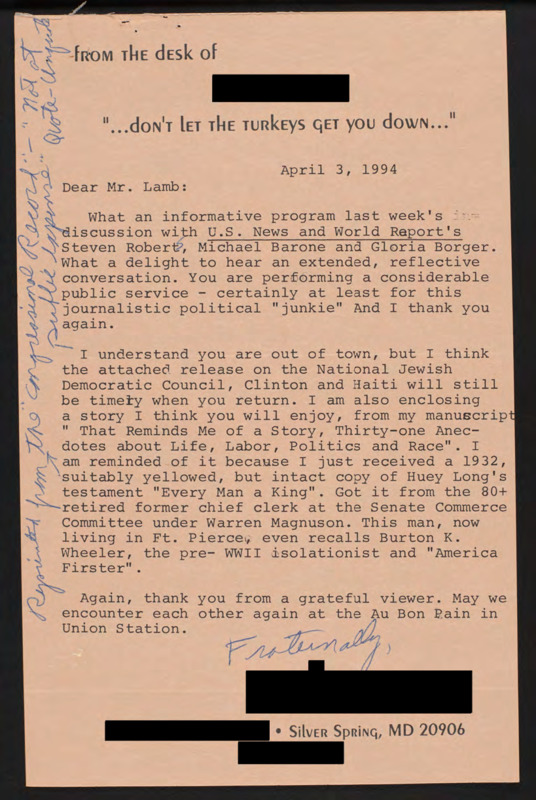 from the desk of
"...don't let the turkeys get you down..."
April 3, 1994
Dear Mr. Lamb:
What an informative program last week's
discussion with U.S. News and World Report's
Steven Roberts, Michael Barone and Gloria Borger.
What a delight to hear an extended, reflective
conversation. You are performing a considerable
public service - certainly at least for this
journalistic political "junkie" And I thank you
again.
I understand you are out of town, but I think
the attached release on the National Jewish
Democratic Council, Clinton and Haiti will still
be timely when you return. I am also enclosing
a story I think you will enjoy, from my manuscript
" That Reminds Me of a Story, Thirty-one Anec-
dotes about Life, Labor, Politics and Race". I
am reminded of it because I just received a 1932,
suitably yellowed, but intact copy of Huey Long's
testament "Every Man a King". Got it from the 80+
retired former chief clerk at the Senate Commerce
Committee under Warren Magnuson. This man, now
living in Ft. Pierce, even recalls Burton K.
Wheeler, the pre- WWII isolationist and "America
Firster".
Again, thank you from a grateful viewer. May we
encounter each other again at the Au Bon Pain in
Union Station.
Fraternally,
• Silver Spring, MD 20906
Reprinted from the "Congressional Record" - "Not at
public expense." Quote-Unquote